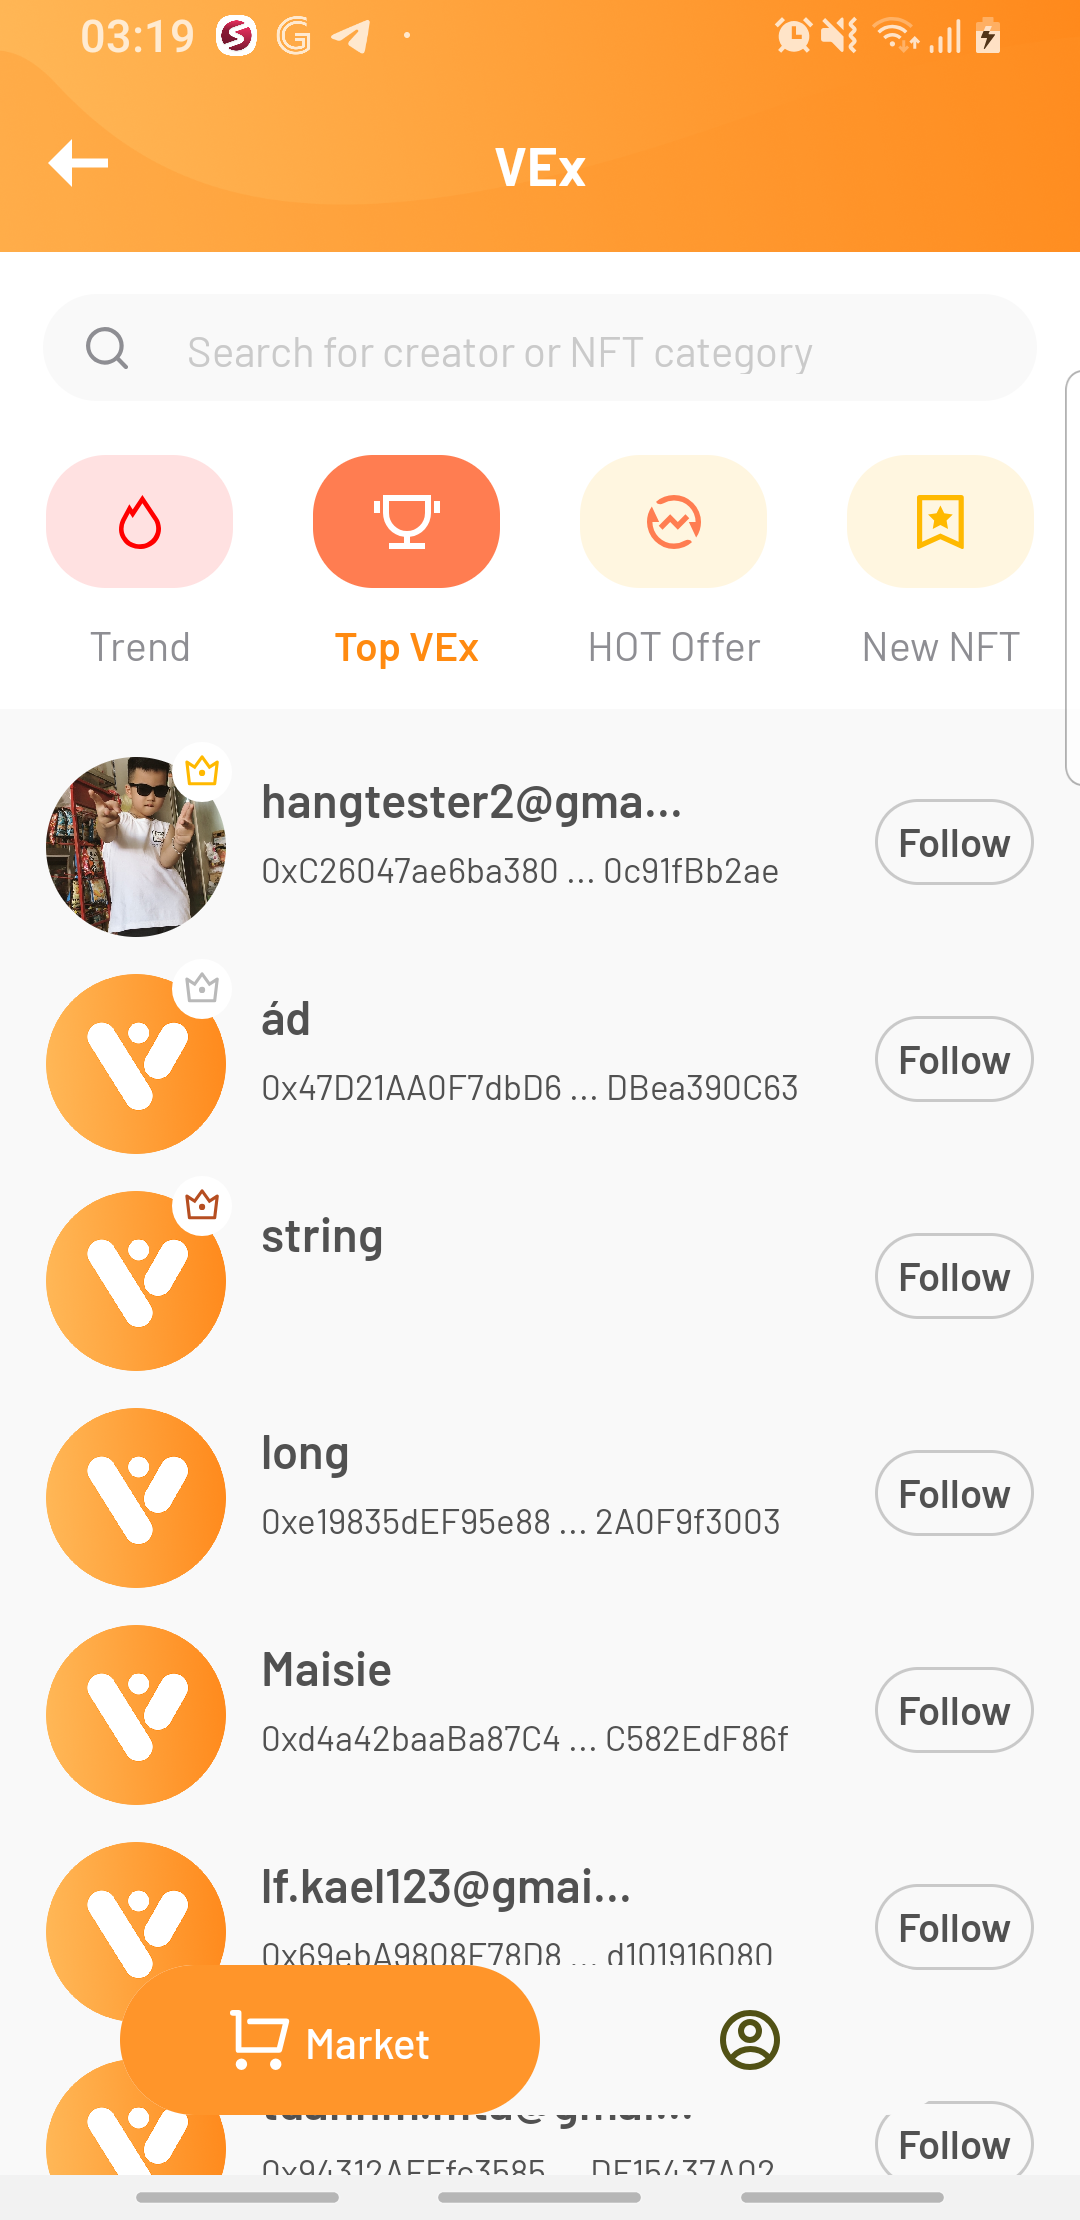 03:19
VEx
Search for creator or NFT category
Trend
Top VEx
HOT Offer
New NFT
hangtester2@gma...
0xC26047ae6ba380 ... 0c91fBb2ae
Follow
ád
0x47D21AA0F7dbD6 ... DBea390C63
Follow
string
Follow
long
0xe19835dEF95e88 ... 2A0F9f3003
Follow
Maisie
0xd4a42baaBa87C4 ... C582EdF86f
Follow
lf.kael123@gmai...
0x69ebA9808F78D8 ... d101916080
Follow
Market
0x94312AFFfc3585 ... DF15437A02
Follow